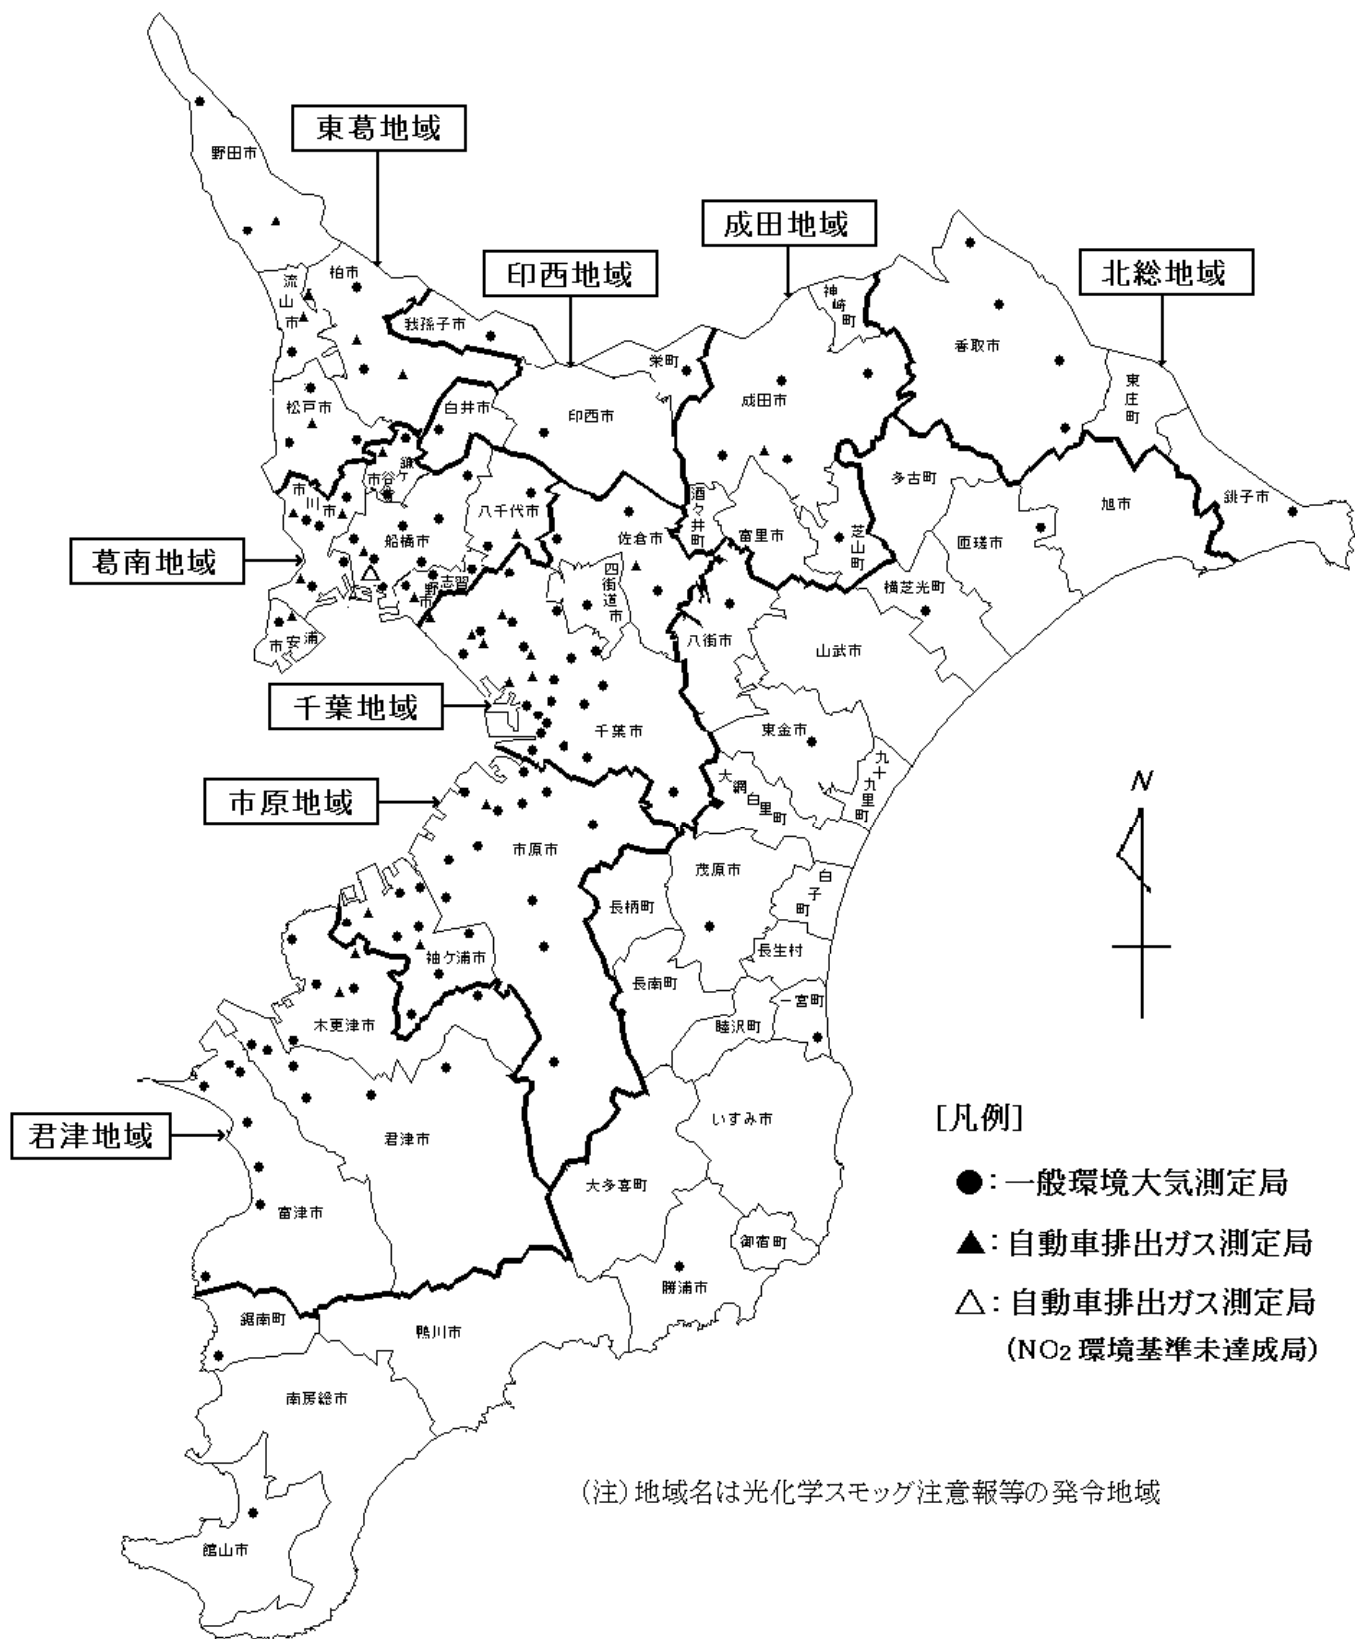 東葛地域
野田市
成田地域
印西地域
北総地域
柏市
流山市
神崎町
我孫子市
香取市
栄町
東庄町
成田市
松戸市
白井市
印西市
鎌ケ谷市
多古町
市川市
酒々井町
旭市
銚子市
八千代市
佐倉市
富里市
芝山町
匝瑳市
船橋市
葛南地域
四街道市
習志野市
横芝光町
浦安市
八街市
山武市
千葉地域
千葉市
東金市
九十九里町
大網白里町
市原地域
市原市
茂原市
白子町
長柄町
長生村
袖ケ浦市
長南町
一宮町
木更津市
睦沢町
N
君津地域
君津市
いすみ市
[凡例]
大多喜町
●:一般環境大気測定局
富津市
御宿町
▲:自動車排出ガス測定局
勝浦市
△:自動車排出ガス測定局
(NO₂環境基準未達成局)
鋸南町
鴨川市
南房総市
(注)地域名は光化学スモッグ注意報等の発令地域
館山市